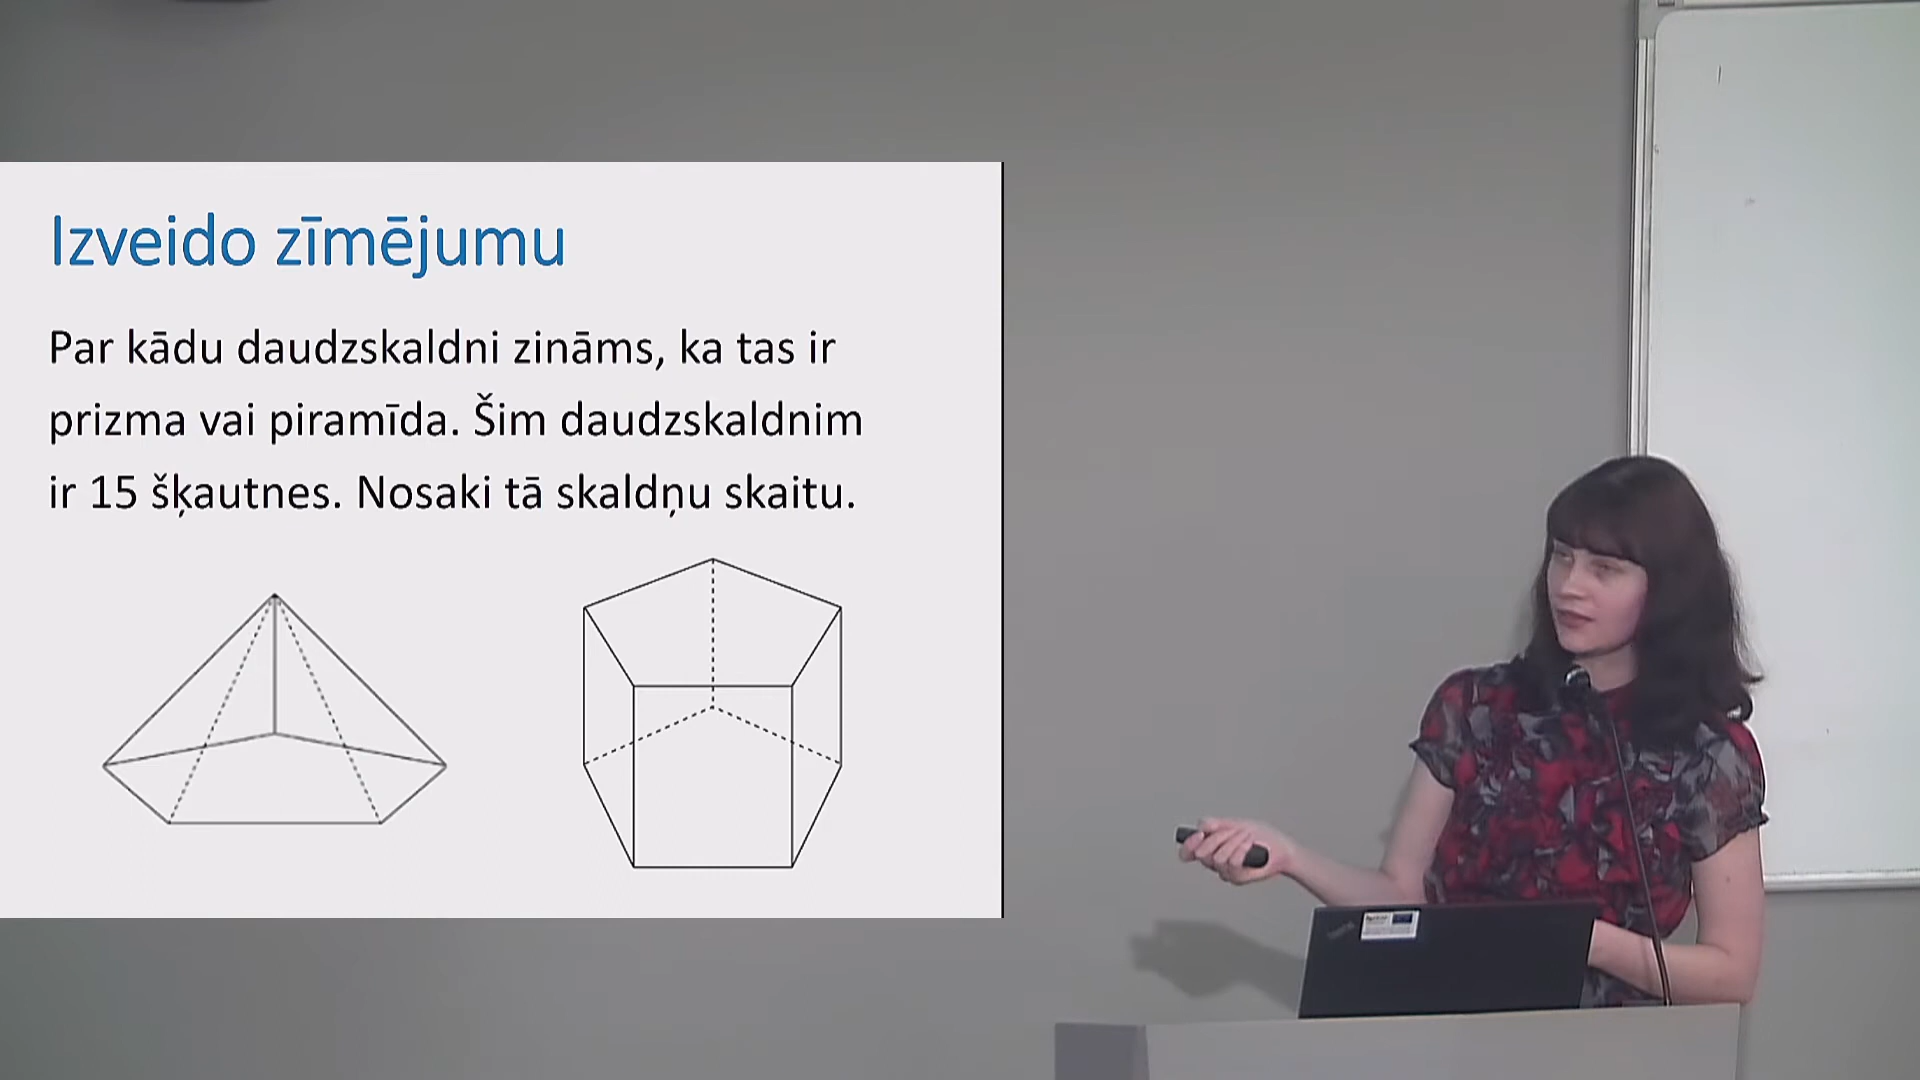 Izveido zīmējumu
Par kādu daudzskaldni zināms, ka tas ir
prizma vai piramīda. Šim daudzskaldnim
ir 15 šķautnes. Nosaki tā skaldņu skaitu.